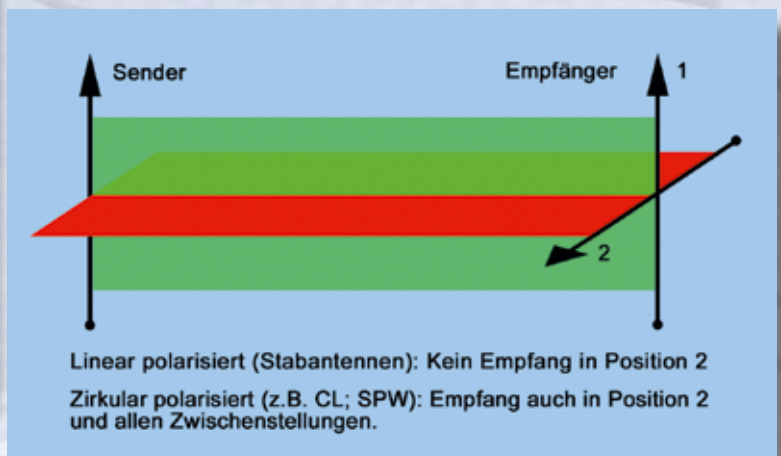 Sender
Empfänger
1
2
Linear polarisiert (Stabantennen): Kein Empfang in Position 2
Zirkular polarisiert (z.B. CL; SPW): Empfang auch in Position 2
und allen Zwischenstellungen.